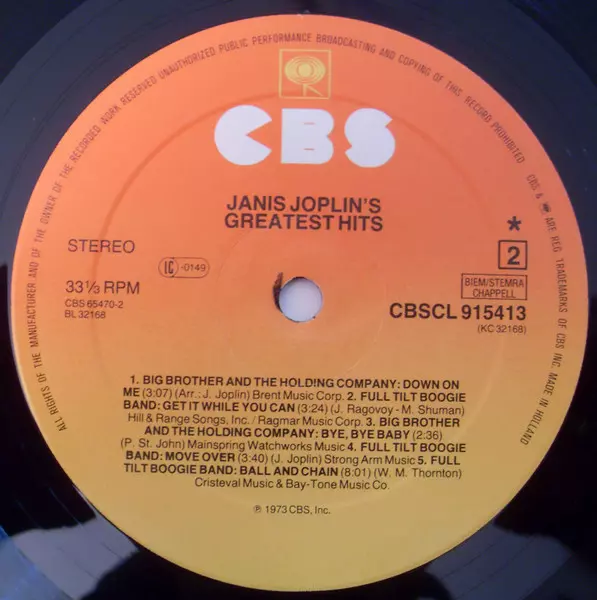 ALL RIGHTS OF THE MANUFACTURER AND OF THE OWNER OF THE RECORDED WORK RESERVED UNAUTHORIZED PUBLIC PERFORMANCE BROADCASTING AND COPYING OF THIS RECORD PROHIBITED
CBS & ARE REG. TRADEMARKS OF CBS INC. MADE IN HOLLAND
CBS
JANIS JOPLIN'S
GREATEST HITS
STEREO
*
2
33⅓ RPM
IC -0149
BIEM/STEMRA
CHAPPELL
CBS 65470-2
BL 32168
CBSCL 915413
(KC 32168)
1. BIG BROTHER AND THE HOLDING COMPANY: DOWN ON
ME (3:07) (Arr.: J. Joplin) Brent Music Corp. 2. FULL TILT BOOGIE
BAND: GET IT WHILE YOU CAN (3:24) (J. Ragovoy - M. Shuman)
Hill & Range Songs, Inc. / Ragmar Music Corp. 3. BIG BROTHER
AND THE HOLDING COMPANY: BYE, BYE BABY (2:36)
(P. St. John) Mainspring Watchworks Music 4. FULL TILT BOOGIE
BAND: MOVE OVER (3:40) (J. Joplin) Strong Arm Music 5. FULL
TILT BOOGIE BAND: BALL AND CHAIN (8:01) (W. M. Thornton)
Cristeval Music & Bay-Tone Music Co.
℗ 1973 CBS, Inc.